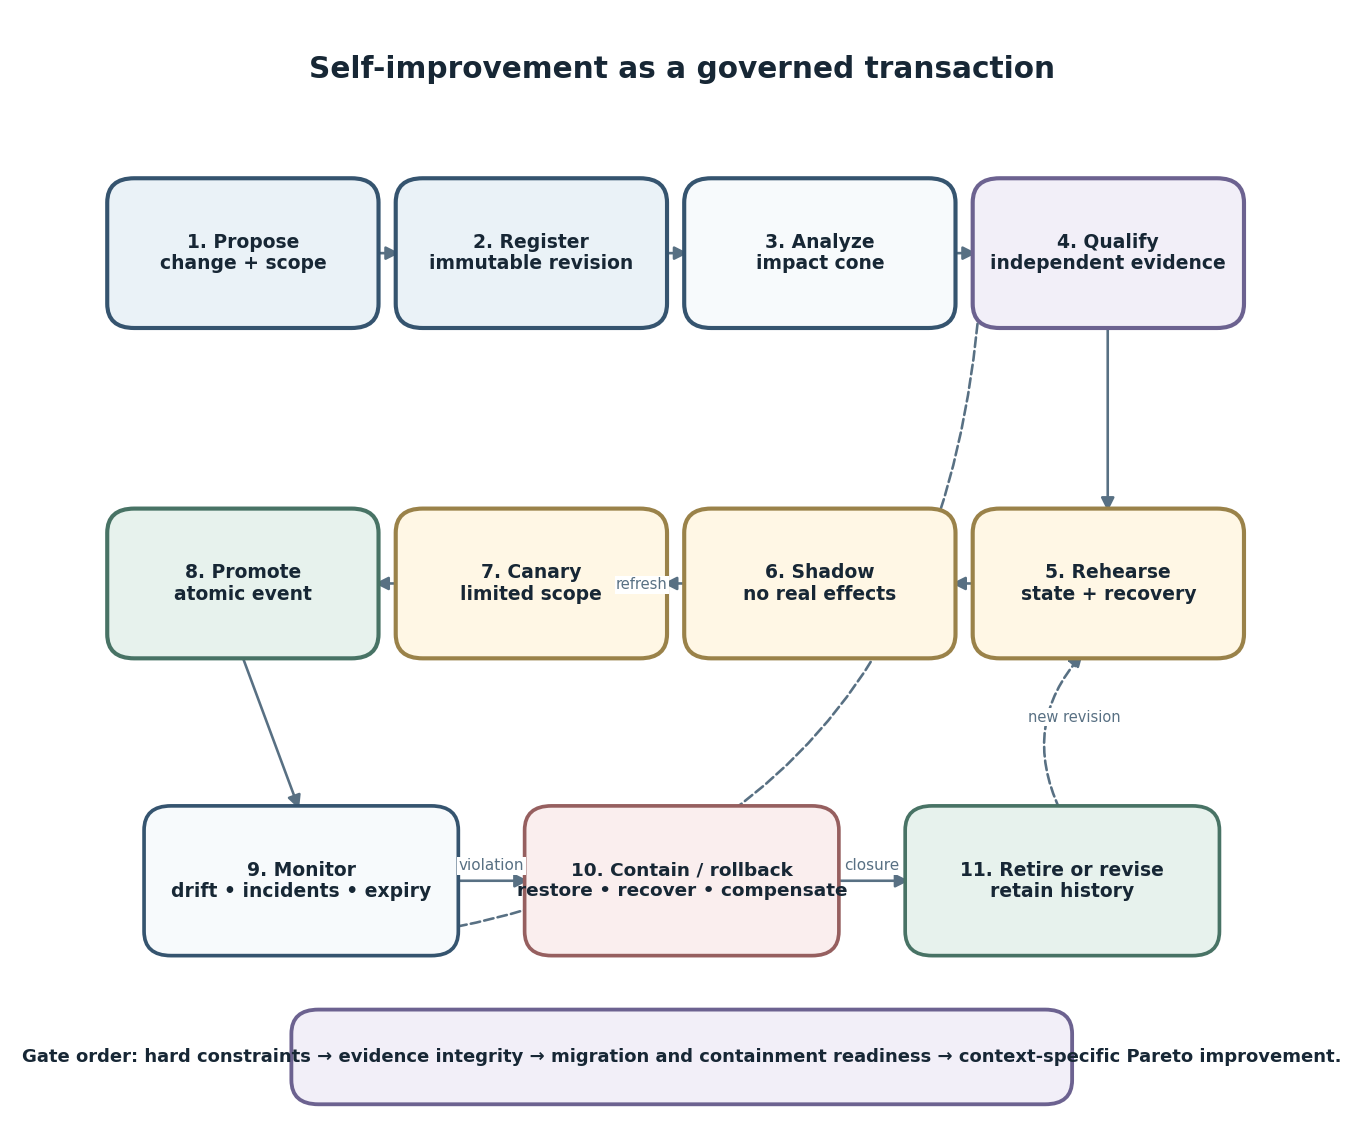 Self-improvement as a governed transaction
1. Propose
change + scope
2. Register
immutable revision
3. Analyze
impact cone
4. Qualify
independent evidence
8. Promote
atomic event
7. Canary
limited scope
refresh
6. Shadow
no real effects
5. Rehearse
state + recovery
new revision
9. Monitor
drift • incidents • expiry
violation
10. Contain / rollback
restore • recover • compensate
closure
11. Retire or revise
retain history
Gate order: hard constraints → evidence integrity → migration and containment readiness → context-specific Pareto improvement.